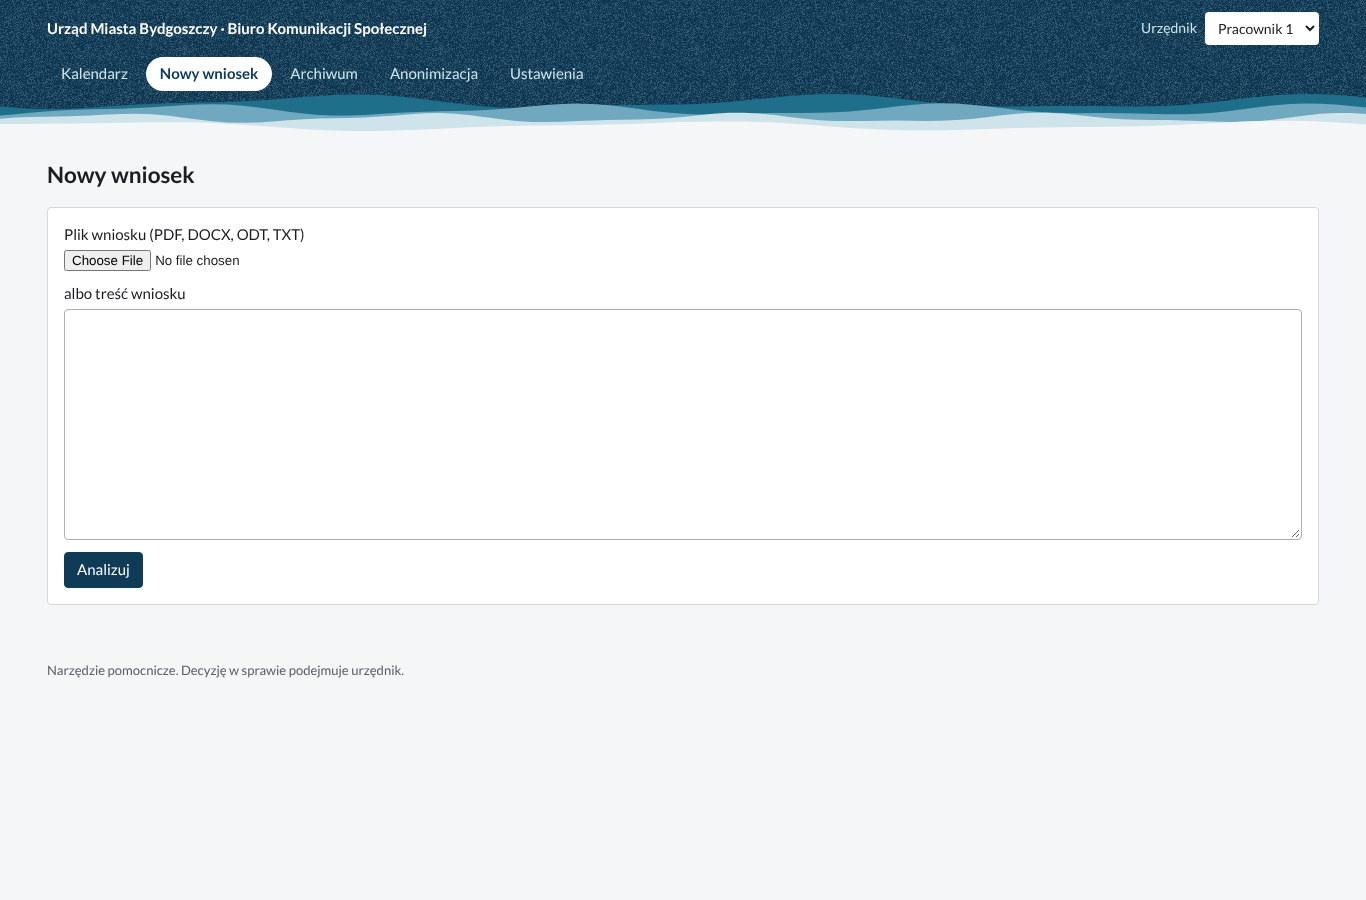 Urząd Miasta Bydgoszczy · Biuro Komunikacji Społecznej
Urzędnik Pracownik 1
Kalendarz Nowy wniosek Archiwum Anonimizacja Ustawienia
Nowy wniosek
Plik wniosku (PDF, DOCX, ODT, TXT)
Choose File No file chosen
albo treść wniosku
Analizuj
Narzędzie pomocnicze. Decyzję w sprawie podejmuje urzędnik.